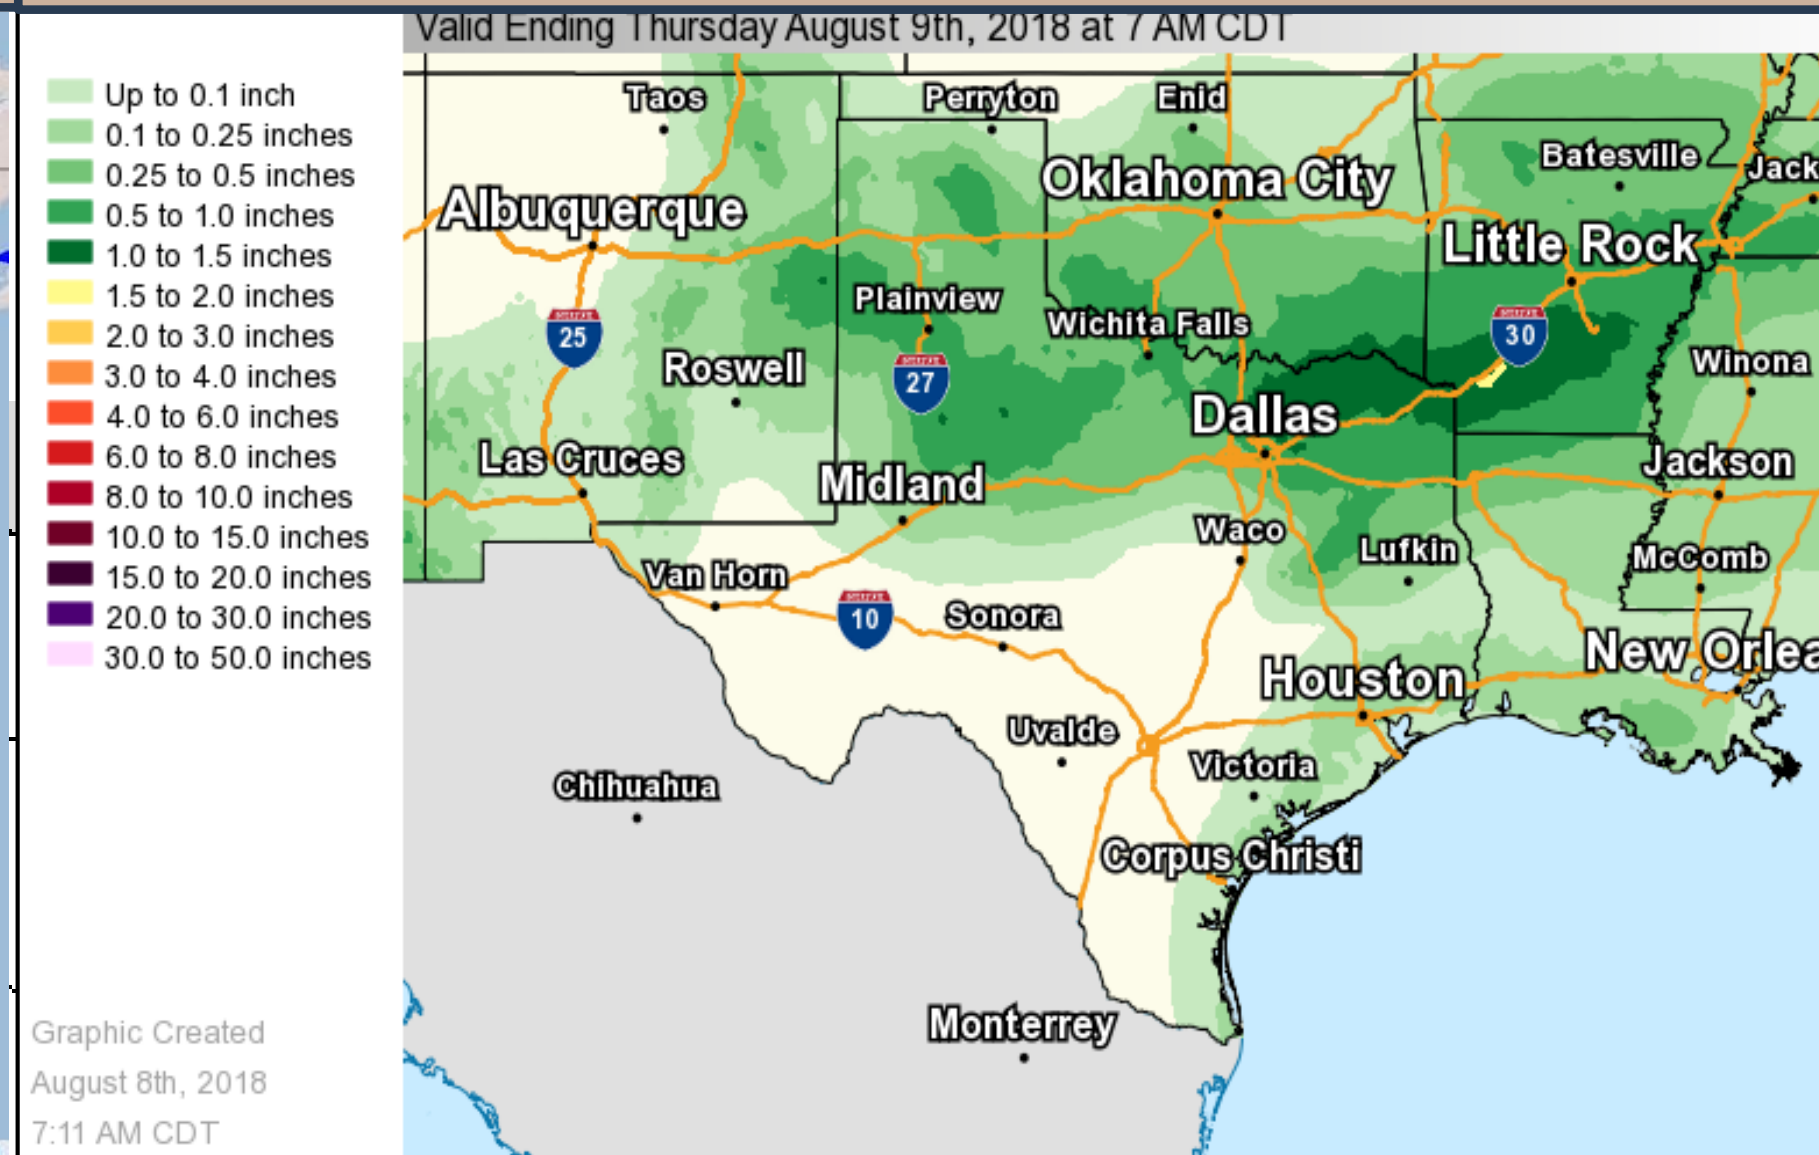 Valid Ending Thursday August 9th, 2018 at 7 AM CDT
Up to 0.1 inch
0.1 to 0.25 inches
0.25 to 0.5 inches
0.5 to 1.0 inches
1.0 to 1.5 inches
1.5 to 2.0 inches
2.0 to 3.0 inches
3.0 to 4.0 inches
4.0 to 6.0 inches
6.0 to 8.0 inches
8.0 to 10.0 inches
10.0 to 15.0 inches
15.0 to 20.0 inches
20.0 to 30.0 inches
30.0 to 50.0 inches
Graphic Created
August 8th, 2018
7:11 AM CDT
Taos
Perryton
Enid
Batesville
Jack
Oklahoma City
Albuquerque
Little Rock
Plainview
Wichita Falls
25
30
Winona
Roswell
27
Dallas
Las Cruces
Midland
Jackson
Waco
Lufkin
McComb
Van Horn
10
Sonora
New Orlea
Houston
Uvalde
Victoria
Chihuahua
Corpus Christi
Monterrey